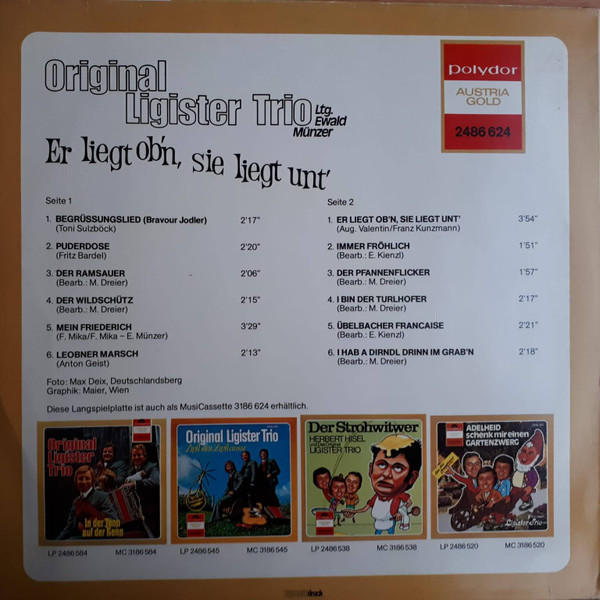 Original
Ligister Trio
Ltg.
Ewald
Münzer
Er liegt ob'n, sie liegt unt'
Polydor
AUSTRIA
GOLD
2486 624
Seite 1
1. BEGRÜSSUNGSLIED (Bravour Jodler) 2'17"
(Toni Sulzböck)
2. PUDERDOSE 2'20"
(Fritz Bardel)
3. DER RAMSAUER 2'06"
(Bearb.: M. Dreier)
4. DER WILDSCHÜTZ 2'15"
(Bearb.: M. Dreier)
5. MEIN FRIEDERICH 3'29"
(F. Mika/F. Mika – E. Münzer)
6. LEOBNER MARSCH 2'13"
(Anton Geist)
Seite 2
1. ER LIEGT OB'N, SIE LIEGT UNT' 3'54"
(Aug. Valentin/Franz Kunzmann)
2. IMMER FRÖHLICH 1'51"
(Bearb.: E. Kienzl)
3. DER PFANNENFLICKER 1'57"
(Bearb.: M. Dreier)
4. I BIN DER TURLHOFER 2'17"
(Bearb.: M. Dreier)
5. ÜBELBACHER FRANCAISE 2'21"
(Bearb.: E. Kienzl)
6. I HAB A DIRNDL DRINN IM GRAB'N 2'18"
(Bearb.: M. Dreier)
Foto: Max Deix, Deutschlandsberg
Graphik: Maier, Wien
Diese Langspielplatte ist auch als MusiCassette 3186 624 erhältlich.
Original
Ligister
Trio
In der Tenn
auf der Henn
Original Ligister Trio
Der Strohwitwer
HERBERT HISEL
LIGISTER TRIO
ADELHEID
schenk mir einen
GARTENZWERG
Ligister Trio
LP 2486 584 MC 3186 584
LP 2486 545 MC 3186 545
LP 2486 538 MC 3186 538
LP 2486 520 MC 3186 520